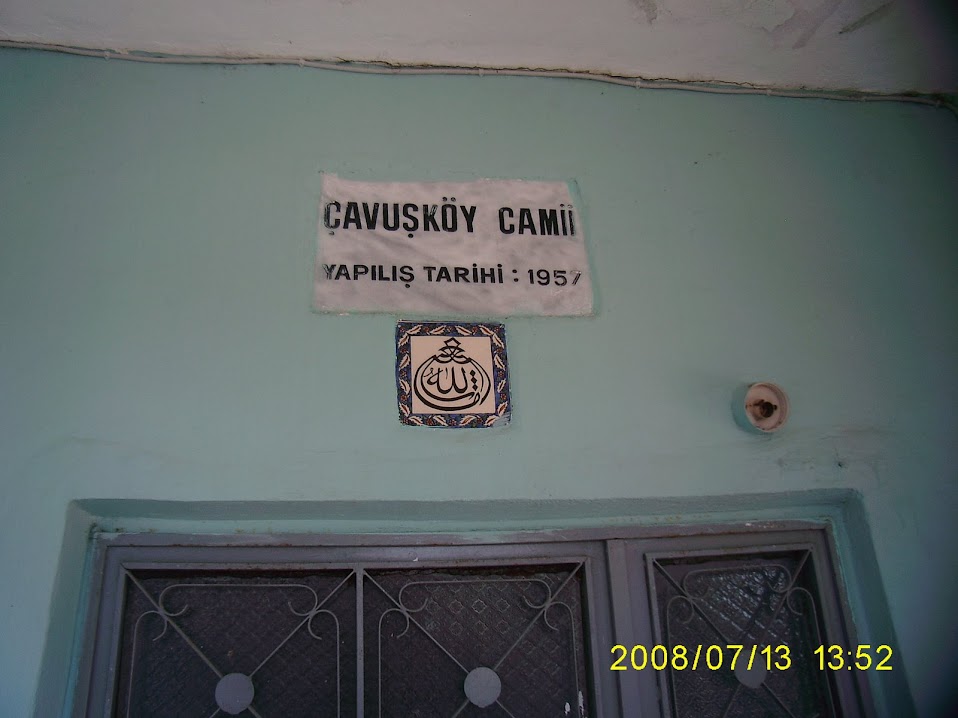 ÇAVUŞKÖY CAMİİ
YAPILIŞ TARİHİ : 1957
2008/07/13 13:52